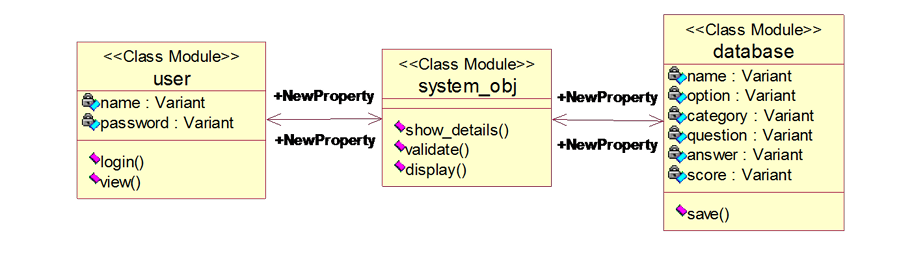 <<Class Module>>
user
name : Variant
password : Variant
login()
view()
+NewProperty
+NewProperty
<<Class Module>>
system_obj
show_details()
validate()
display()
+NewProperty
+NewProperty
<<Class Module>>
database
name : Variant
option : Variant
category : Variant
question : Variant
answer : Variant
score : Variant
save()